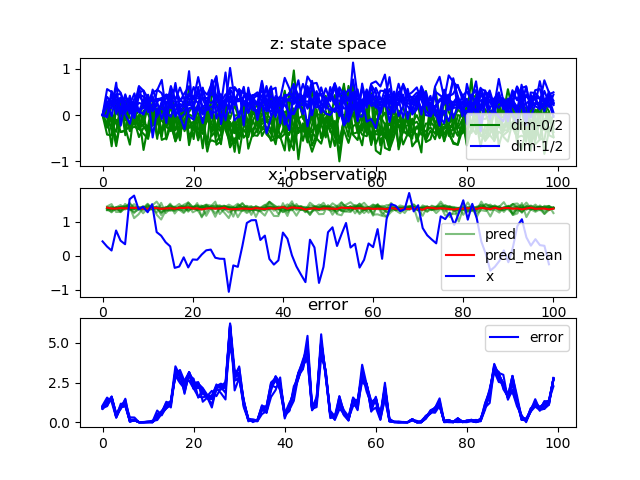 z: state space
1
0
−1
dim-0/2
dim-1/2
0 20 40 60 80 100
x: observation
1
0
−1
pred
pred_mean
x
0 20 40 60 80 100
error
5.0
2.5
0.0
error
0 20 40 60 80 100